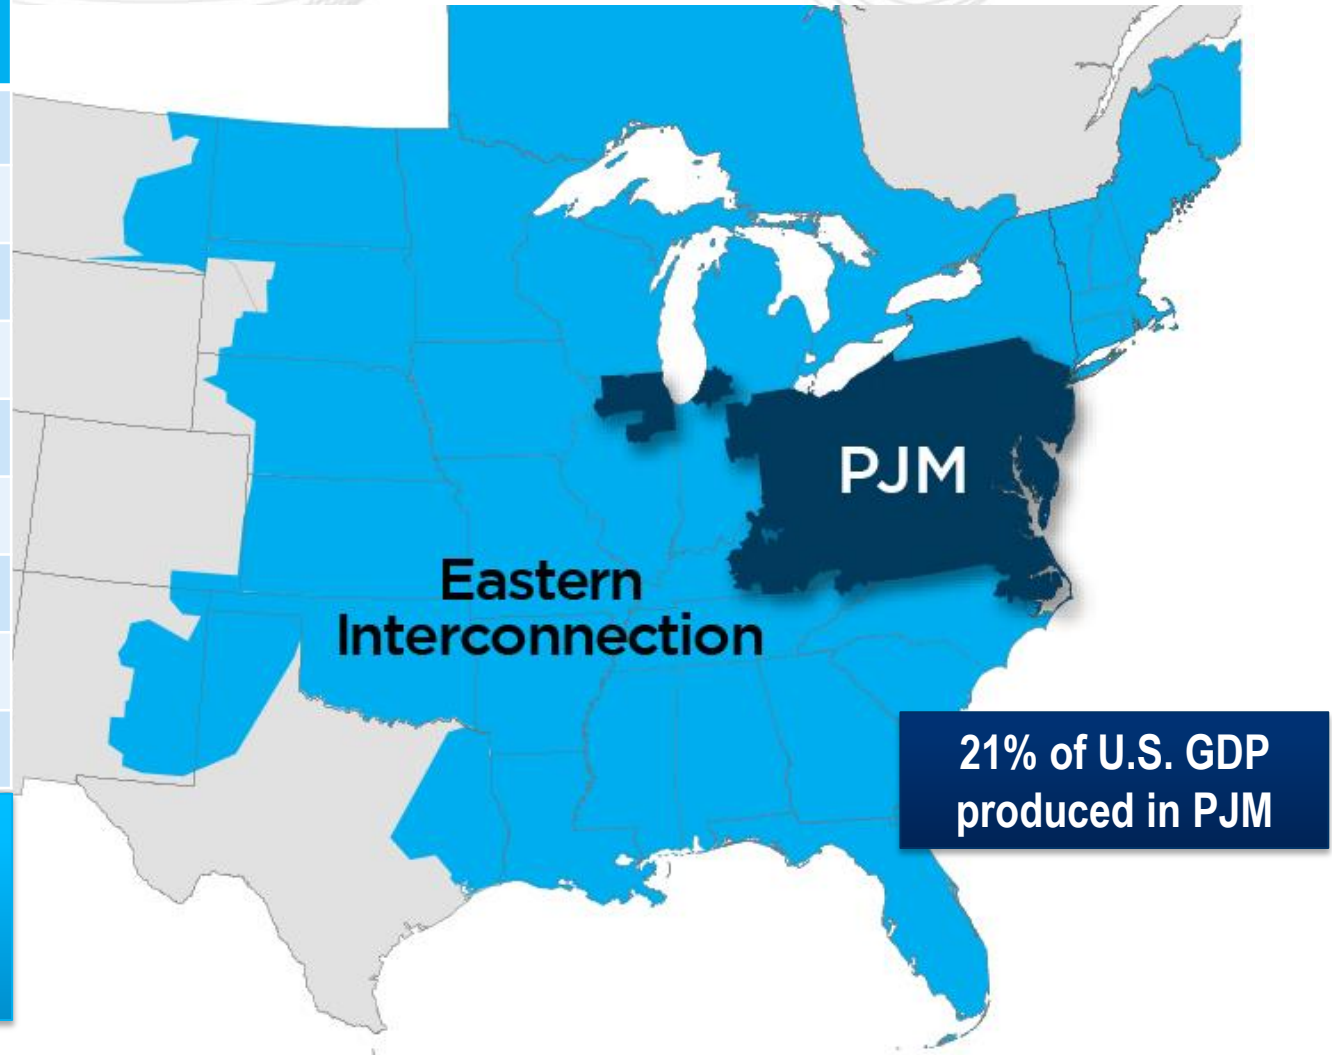 PJM
Eastern
Interconnection
21% of U.S. GDP
produced in PJM